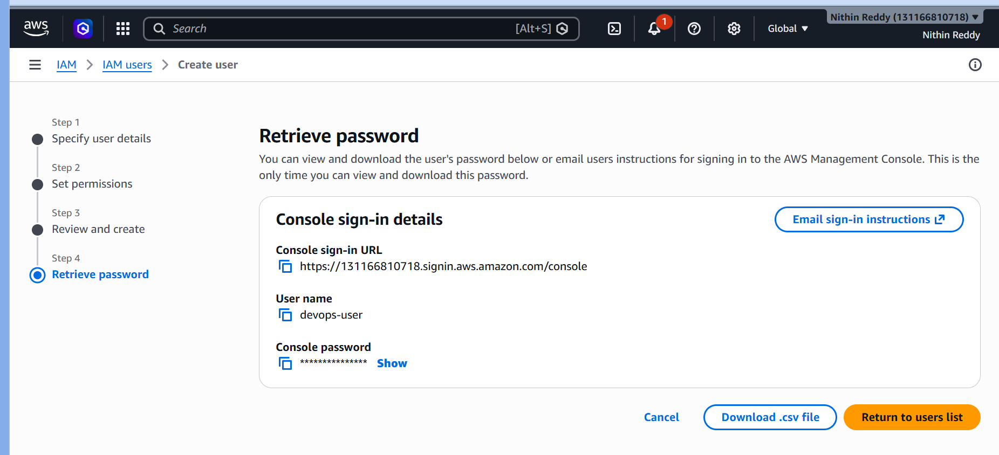 aws
Search [Alt+S]
1
Global
Nithin Reddy (131166810718)
Nithin Reddy
IAM
IAM users
Create user
Step 1
Specify user details
Step 2
Set permissions
Step 3
Review and create
Step 4
Retrieve password
Retrieve password
You can view and download the user's password below or email users instructions for signing in to the AWS Management Console. This is the
only time you can view and download this password.
Console sign-in details
Email sign-in instructions
Console sign-in URL
https://131166810718.signin.aws.amazon.com/console
User name
devops-user
Console password
*************** Show
Cancel
Download .csv file
Return to users list